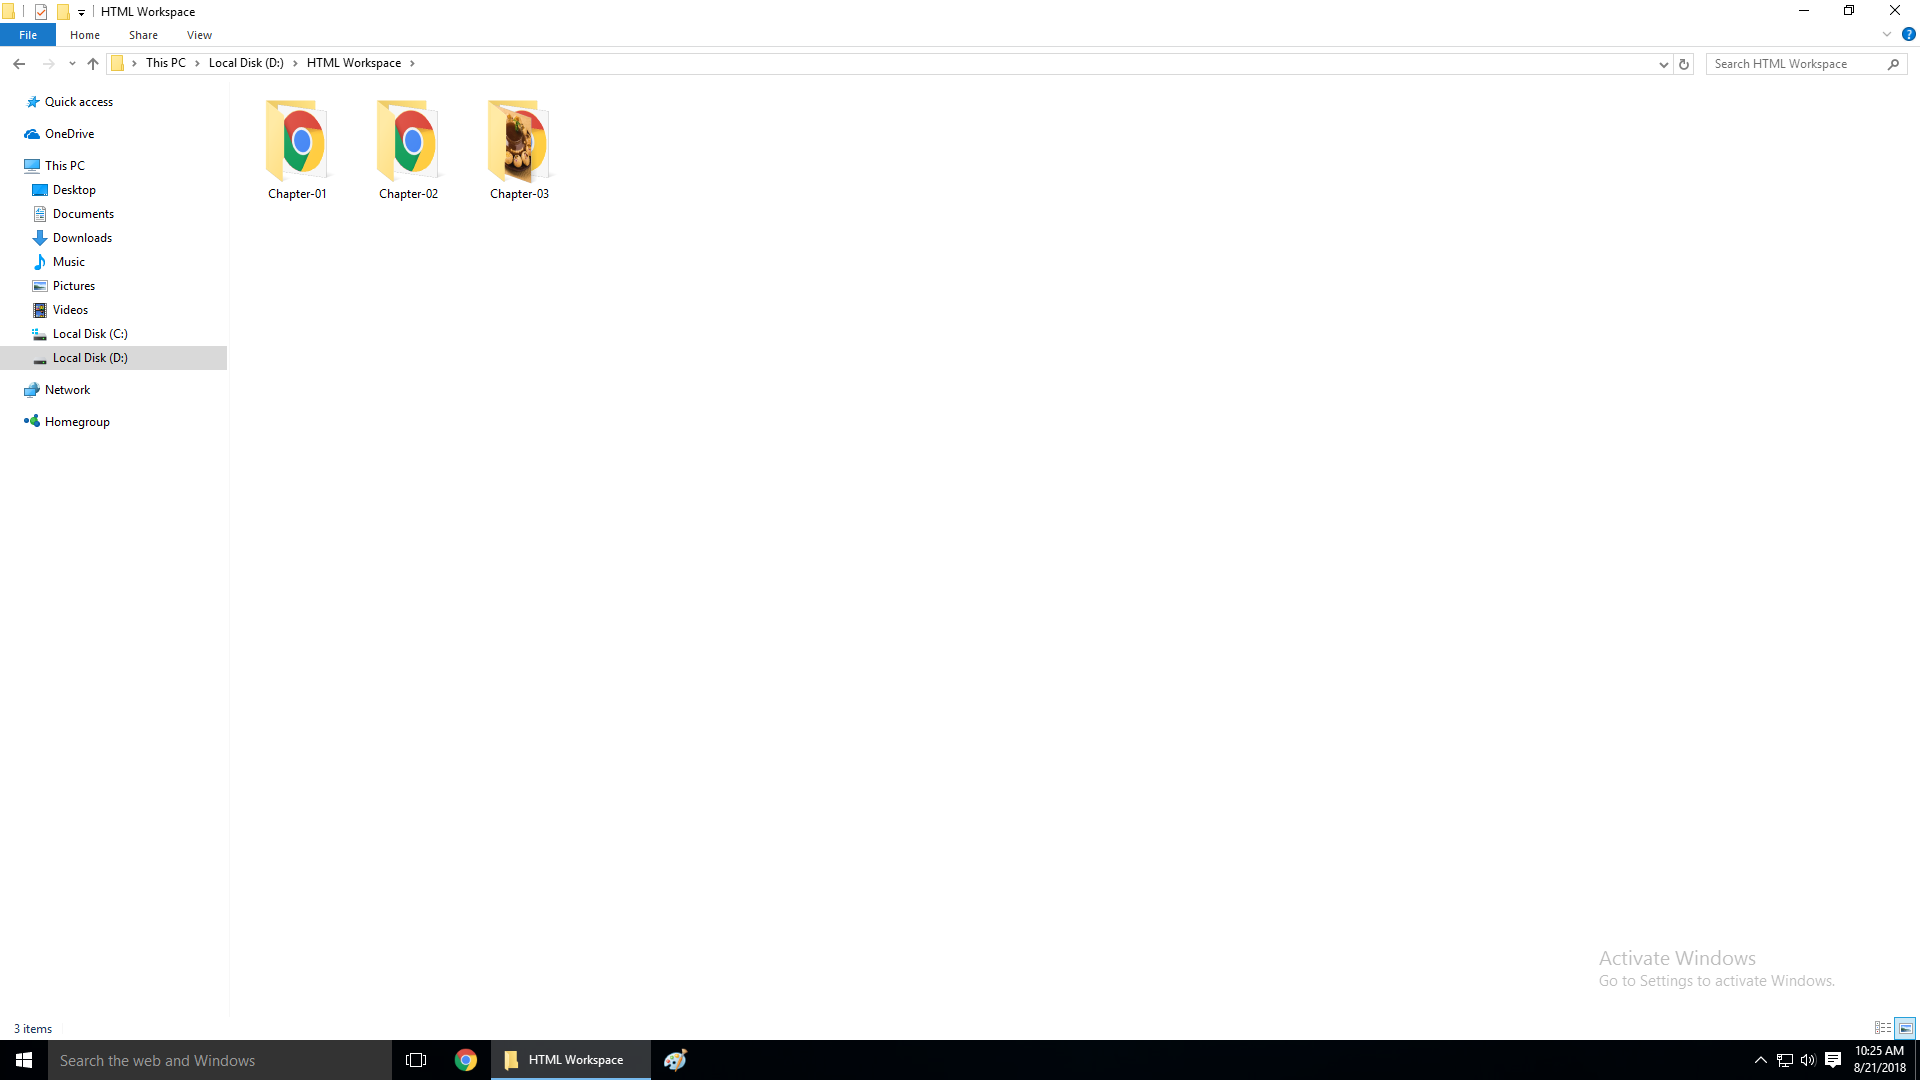 HTML Workspace
File Home Share View
This PC Local Disk (D:) HTML Workspace
Search HTML Workspace
Quick access
OneDrive
This PC
Desktop
Documents
Downloads
Music
Pictures
Videos
Local Disk (C:)
Local Disk (D:)
Network
Homegroup
Chapter-01 Chapter-02 Chapter-03
Activate Windows
Go to Settings to activate Windows.
3 items
Search the web and Windows
HTML Workspace
10:25 AM
8/21/2018